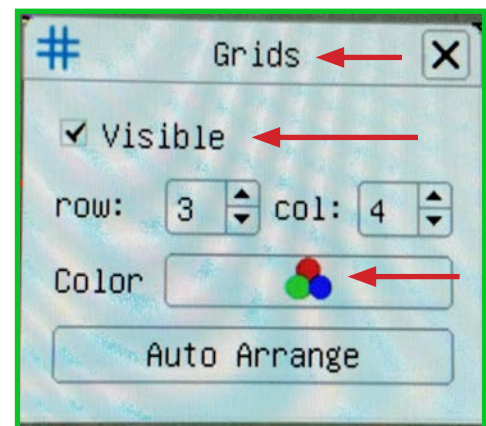 Grids
Visible
row: 3 col: 4
Color
Auto Arrange